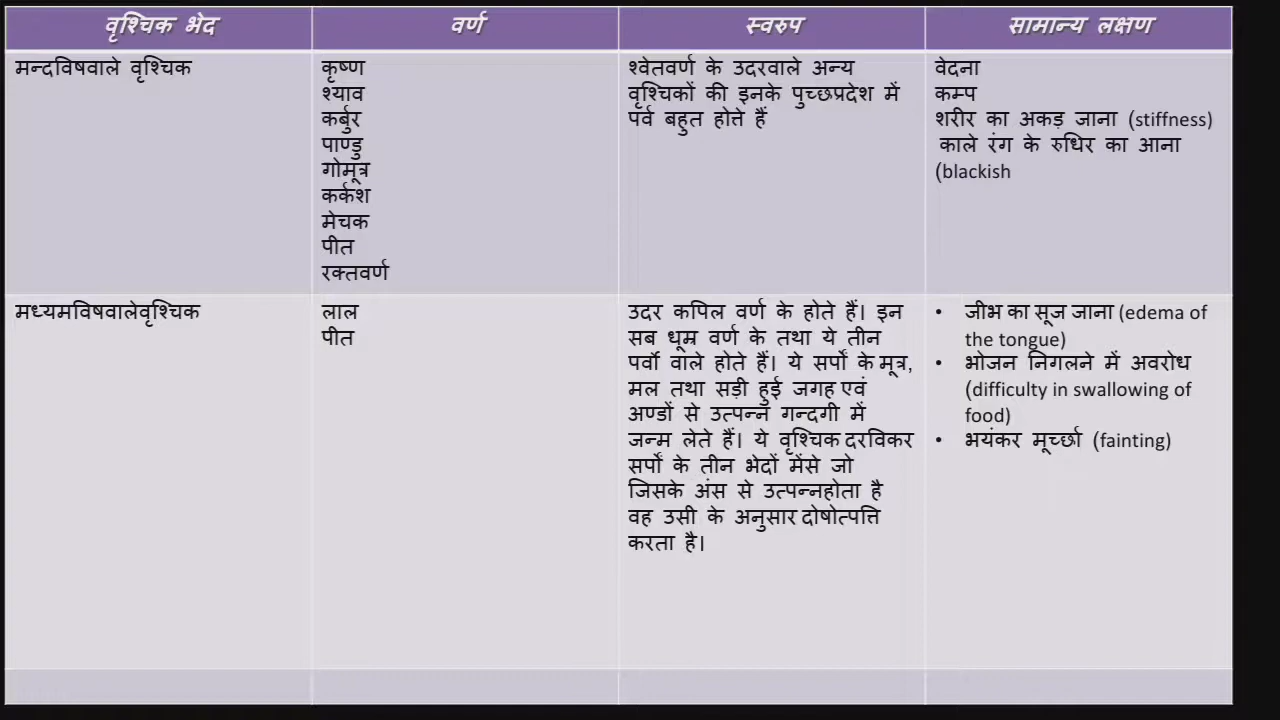 वृश्चिक भेद
वर्ण
स्वरुप
सामान्य लक्षण
मन्दविषवाले वृश्चिक
कृष्ण
श्याव
कर्बुर
पाण्डु
गोमूत्र
कर्कश
मेचक
पीत
रक्तवर्ण
श्वेतवर्ण के उदरवाले अन्य
वृश्चिकों की इनके पुच्छप्रदेश में
पर्व बहुत होते हैं
वेदना
कम्प
शरीर का अकड़ जाना (stiffness)
काले रंग के रुधिर का आना
(blackish
मध्यमविषवालेवृश्चिक
लाल
पीत
उदर कपिल वर्ण के होते हैं। इन
सब धूम्र वर्ण के तथा ये तीन
पर्वो वाले होते हैं। ये सर्पों के मूत्र,
मल तथा सड़ी हुई जगह एवं
अण्डों से उत्पन्न गन्दगी में
जन्म लेते हैं। ये वृश्चिक दरविकर
सर्पों के तीन भेदों मेंसे जो
जिसके अंस से उत्पन्नहोता है
वह उसी के अनुसार दोषोत्पत्ति
करता है।
• जीभ का सूज जाना (edema of
the tongue)
• भोजन निगलने में अवरोध
(difficulty in swallowing of
food)
• भयंकर मूर्च्छा (fainting)